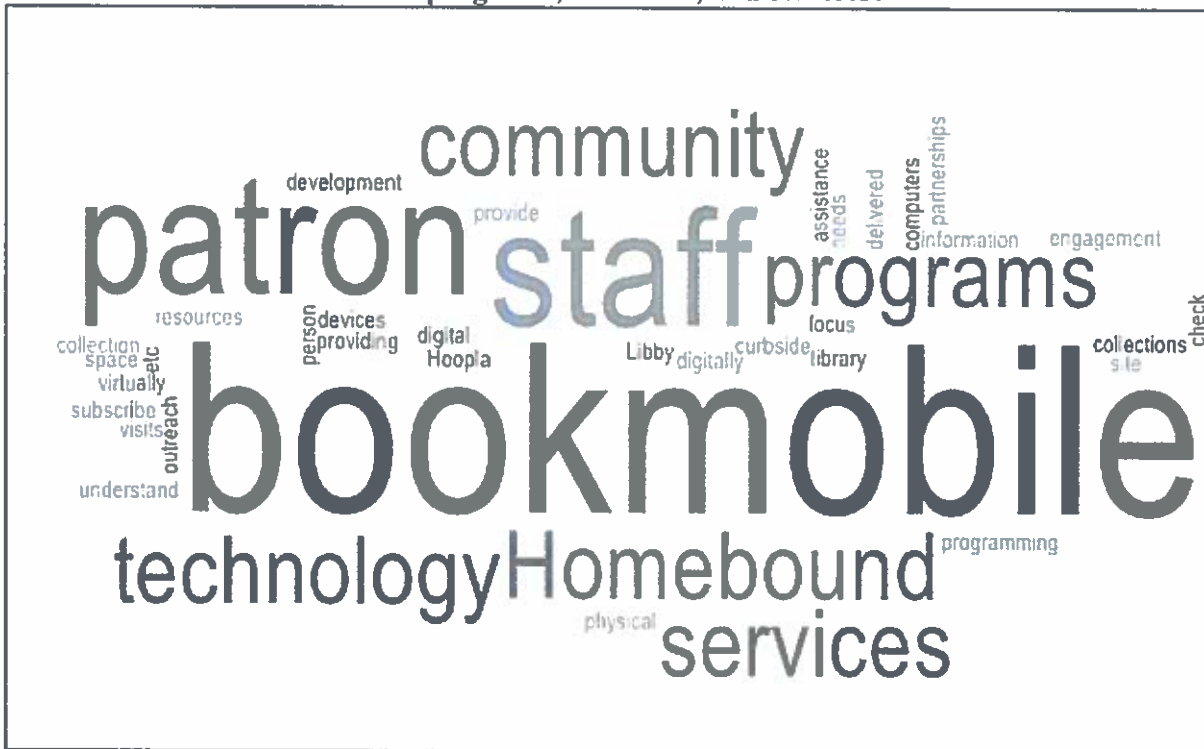 community
assistance
needs
delivered
computers
partnerships
development
patron
provide
staff
information
engagement
programs
resources
person
devices
providing
digital
Hoopla
Libby
digitally
curbside
focus
library
collections
site
check
collection
space
etc
virtually
subscribe
visits
outreach
understand
bookmobile
technology
Homebound
programming
physical
services